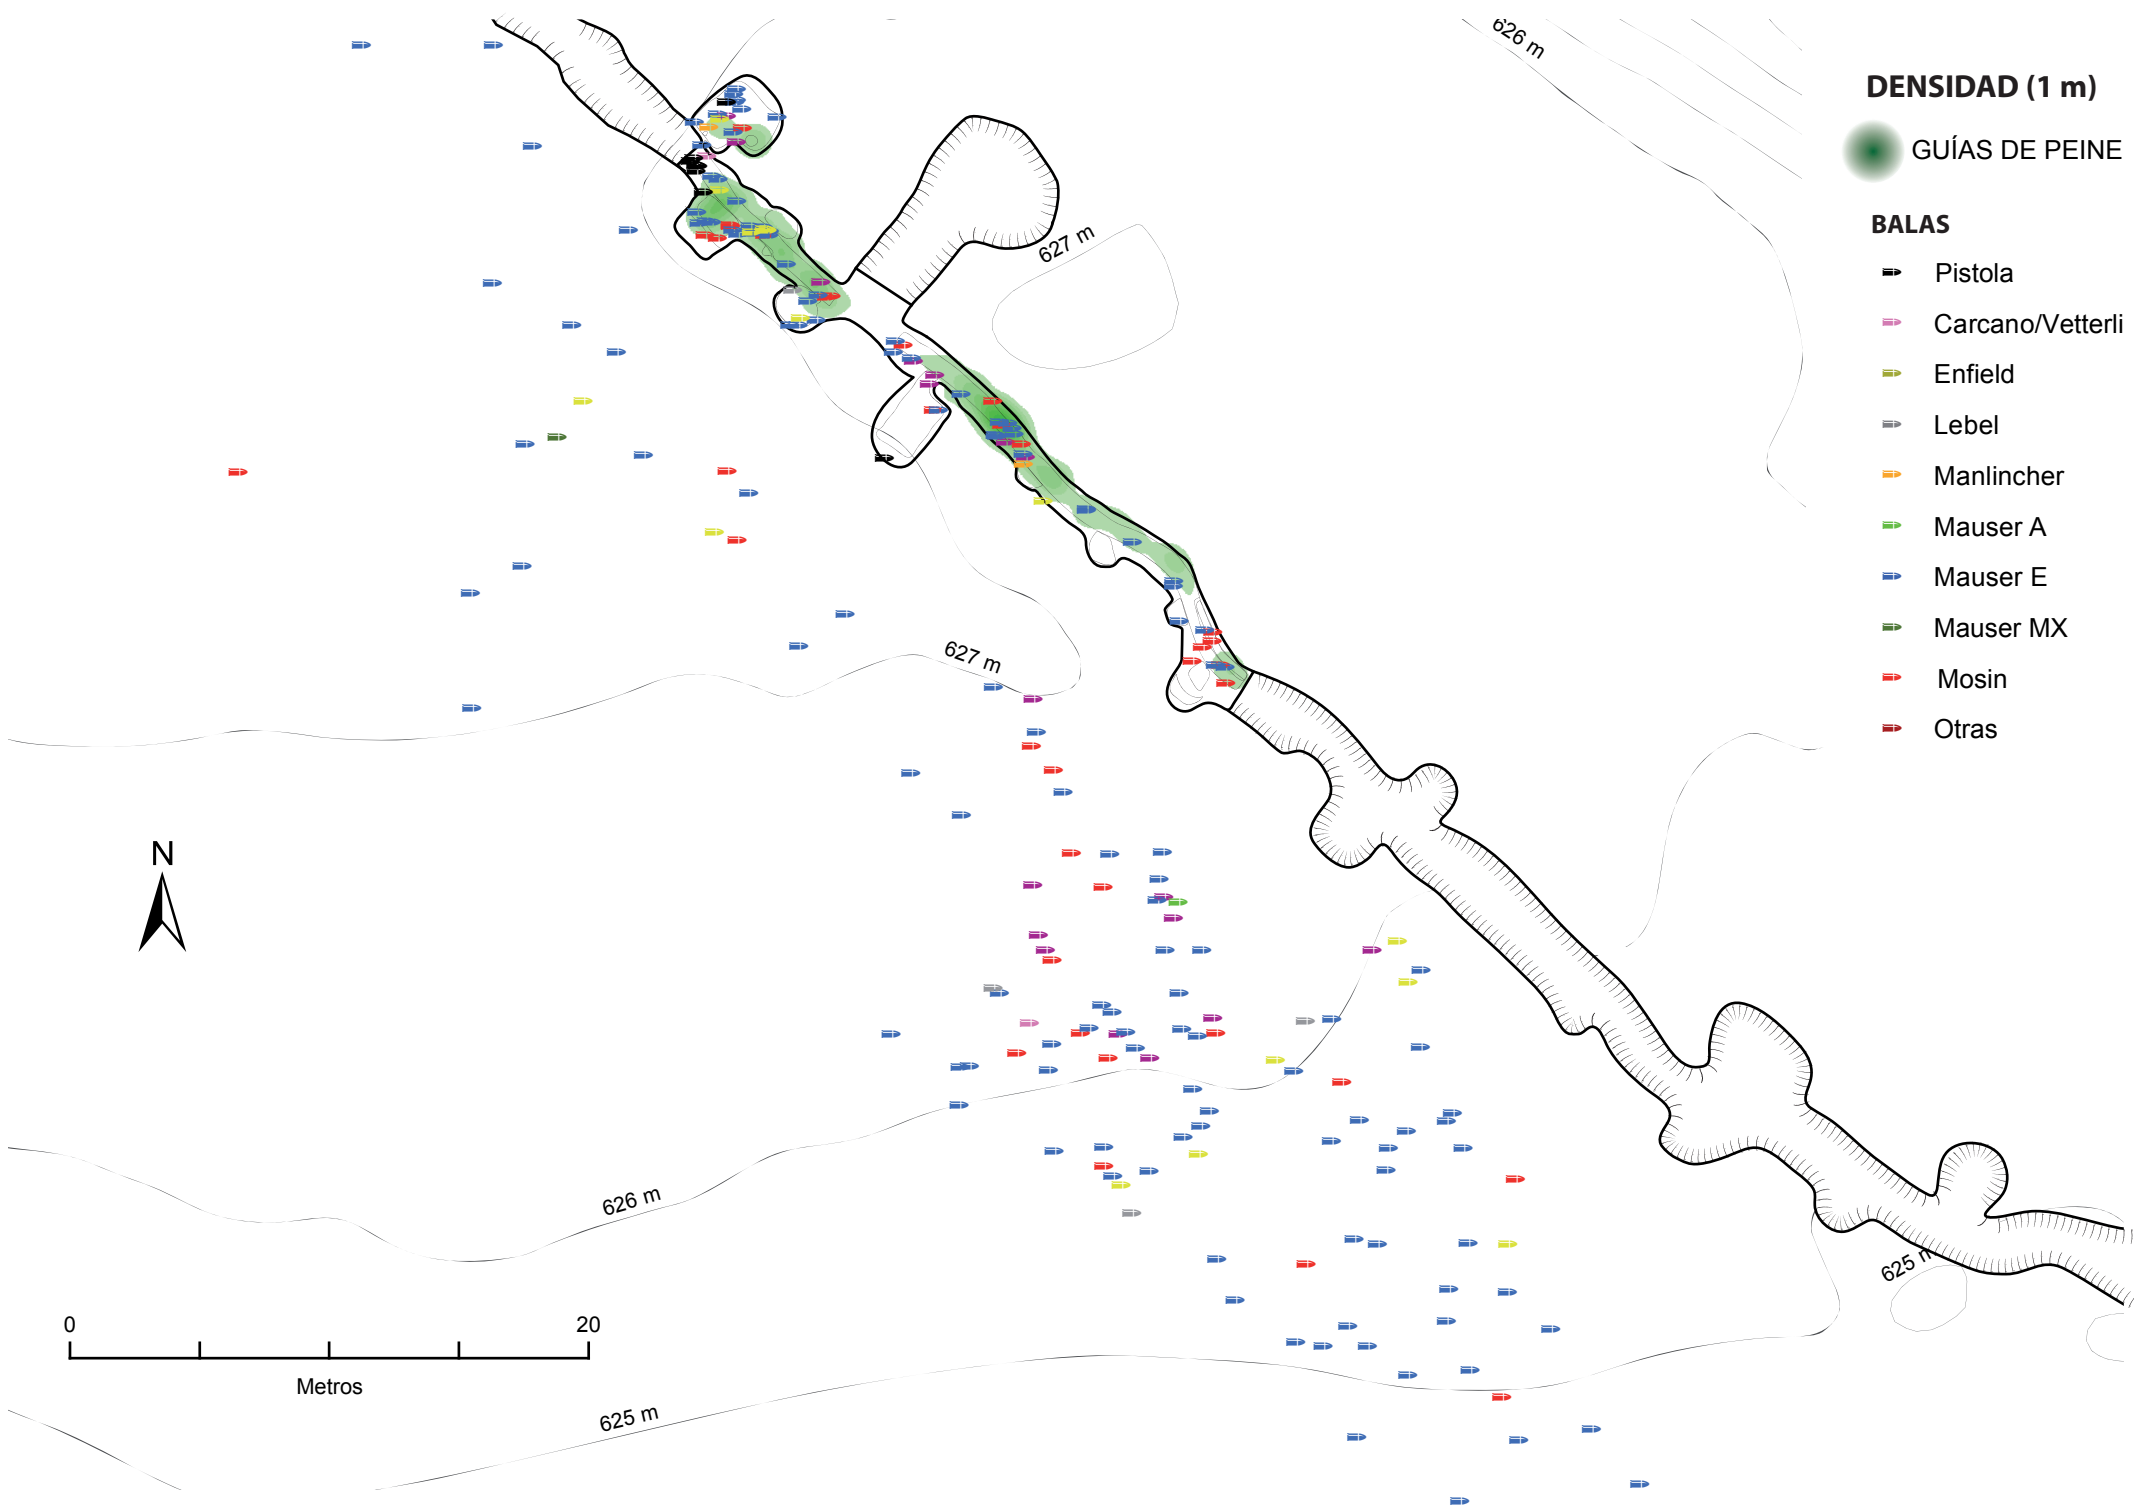 626 m
DENSIDAD (1 m)
GUÍAS DE PEINE
BALAS
Pistola
Carcano/Vetterli
Enfield
Lebel
Manlincher
Mauser A
Mauser E
Mauser MX
Mosin
Otras
627 m
627 m
N
626 m
625 m
0 20
Metros
625 m